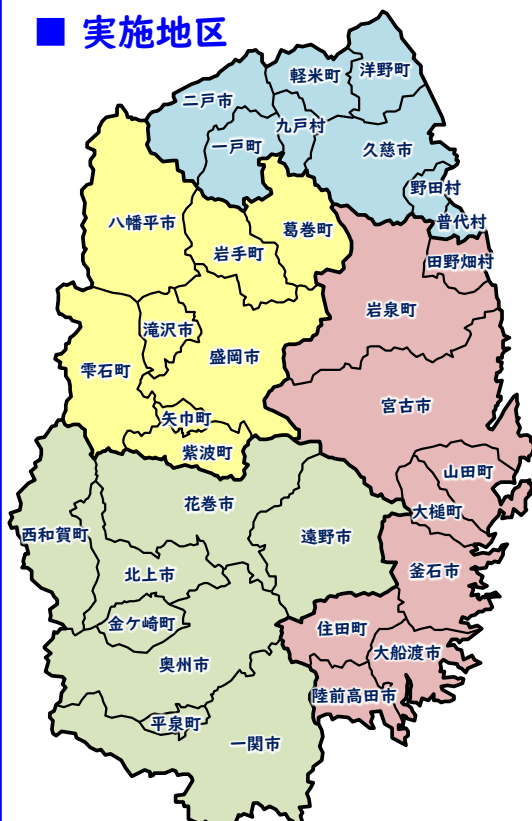 ■ 実施地区
洋野町
軽米町
二戸市
九戸村
一戸町
久慈市
野田村
普代村
八幡平市
葛巻町
岩手町
田野畑村
岩泉町
滝沢市
盛岡市
雫石町
宮古市
矢巾町
紫波町
山田町
花巻市
大槌町
西和賀町
遠野市
釜石市
北上市
金ケ崎町
住田町
大船渡市
奥州市
陸前高田市
平泉町
一関市